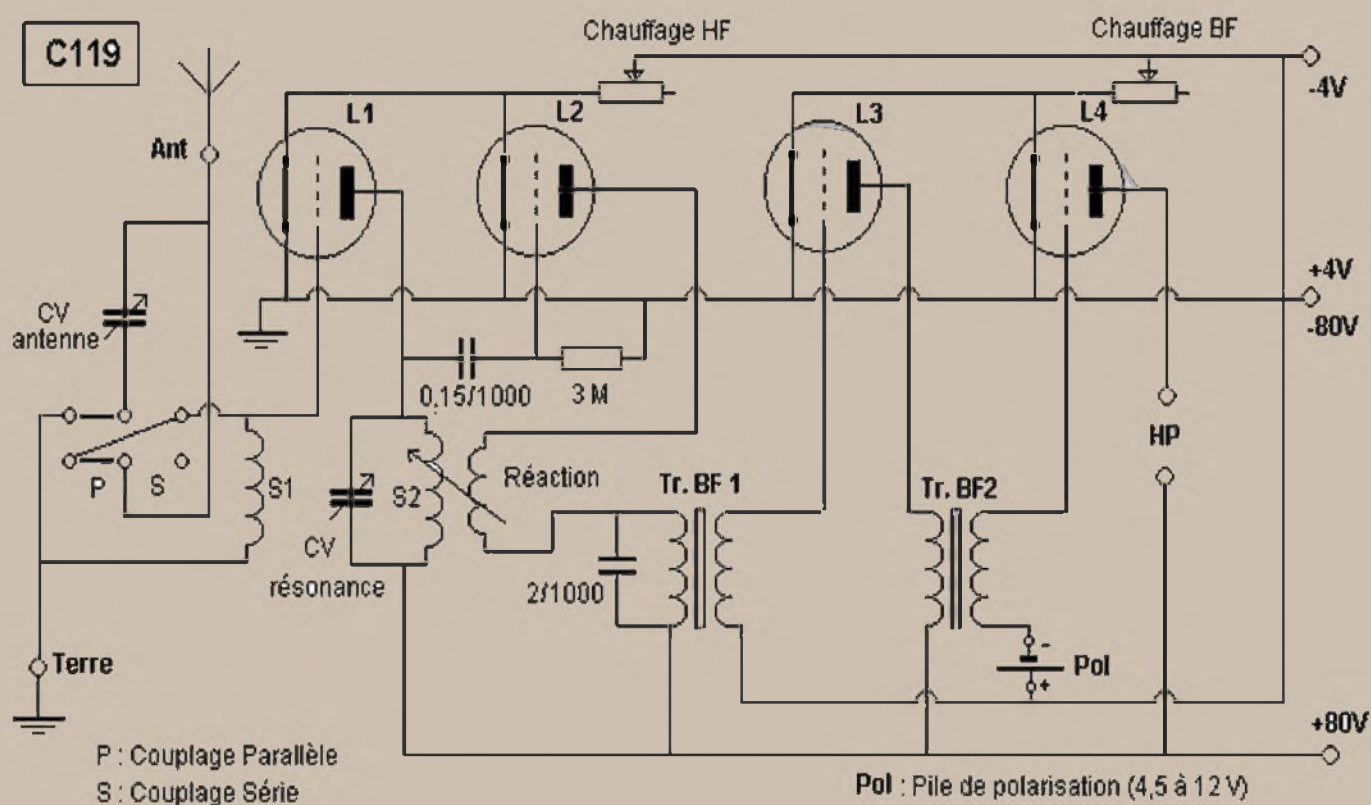 C119
Chauffage HF
Chauffage BF
-4V
L1
L2
L3
L4
Ant
+4V
-80V
CV
antenne
0,15/1000
3 M
HP
P
S
S1
S2
Réaction
Tr. BF 1
Tr. BF2
CV
résonance
2/1000
-
Pol
+
Terre
+80V
P : Couplage Parallèle
S : Couplage Série
Pol : Pile de polarisation (4,5 à 12 V)